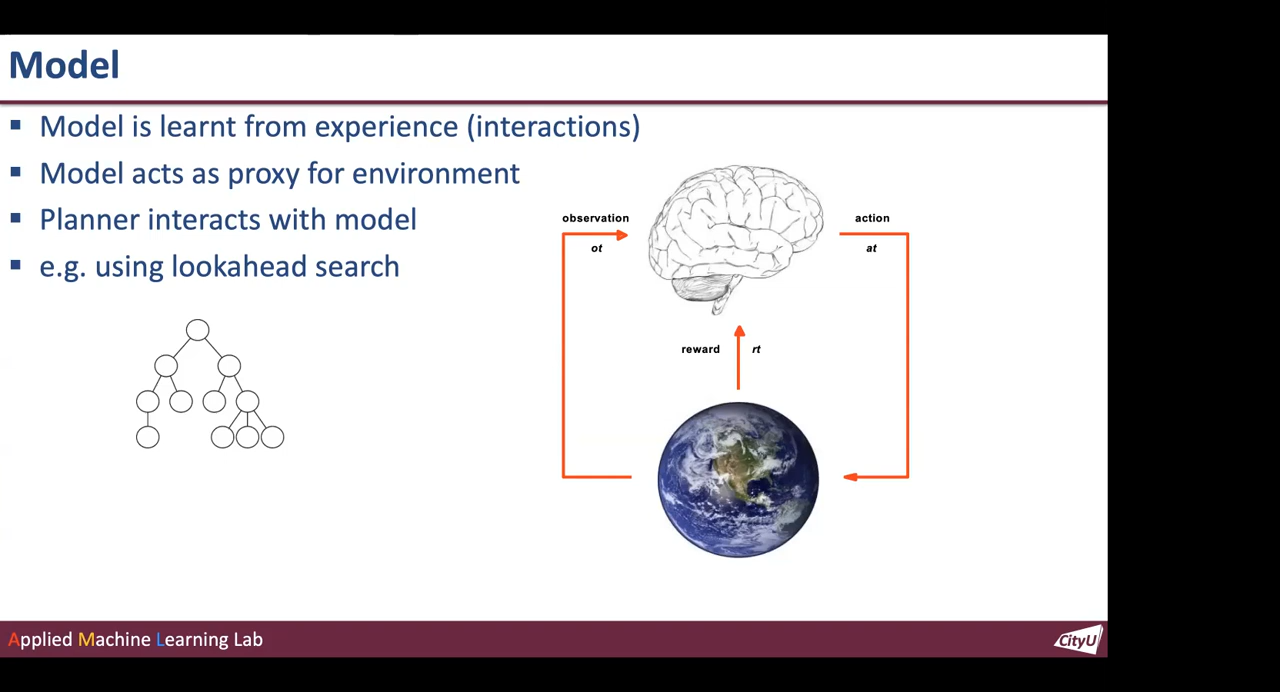 Model
▪ Model is learnt from experience (interactions)
▪ Model acts as proxy for environment
▪ Planner interacts with model
▪ e.g. using lookahead search
observation
ot
action
at
reward rt
Applied Machine Learning Lab
CityU